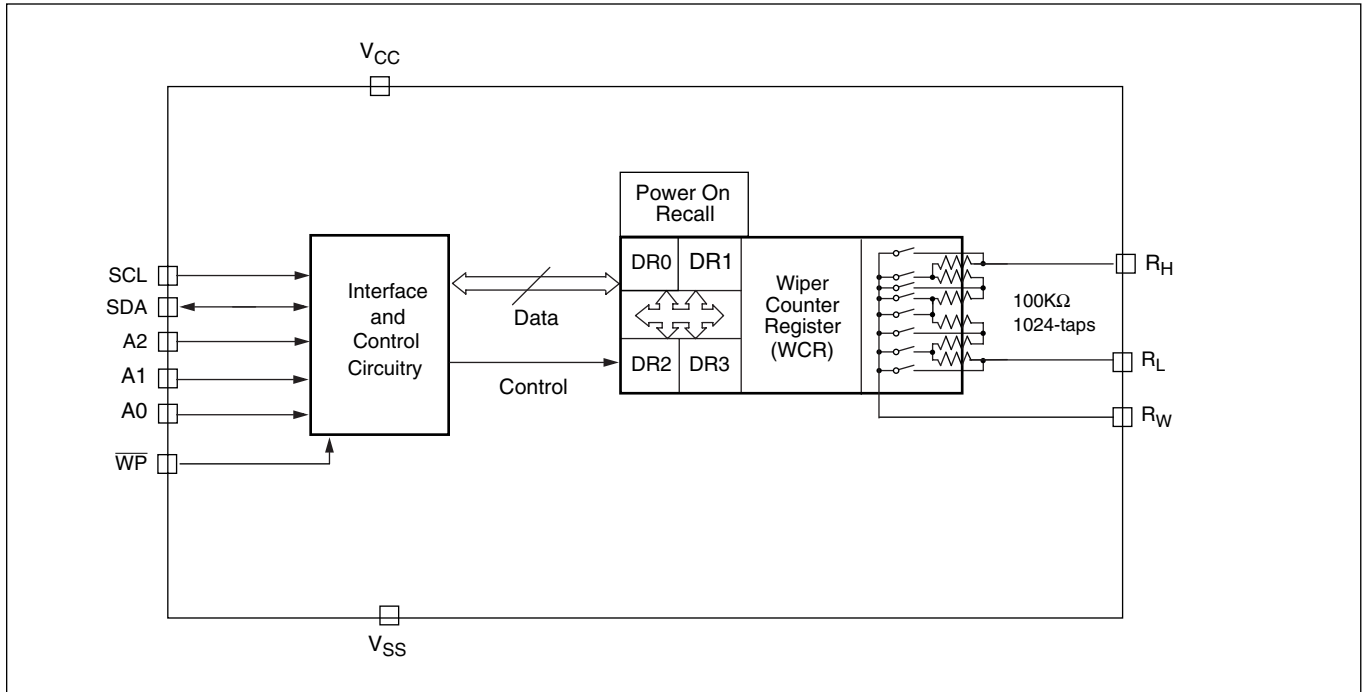 VCC
Power On
Recall
SCL
SDA
A2
A1
A0
WP
Interface
and
Control
Circuitry
Data
Control
DR0
DR1
DR2
DR3
Wiper
Counter
Register
(WCR)
100KΩ
1024-taps
RH
RL
RW
VSS